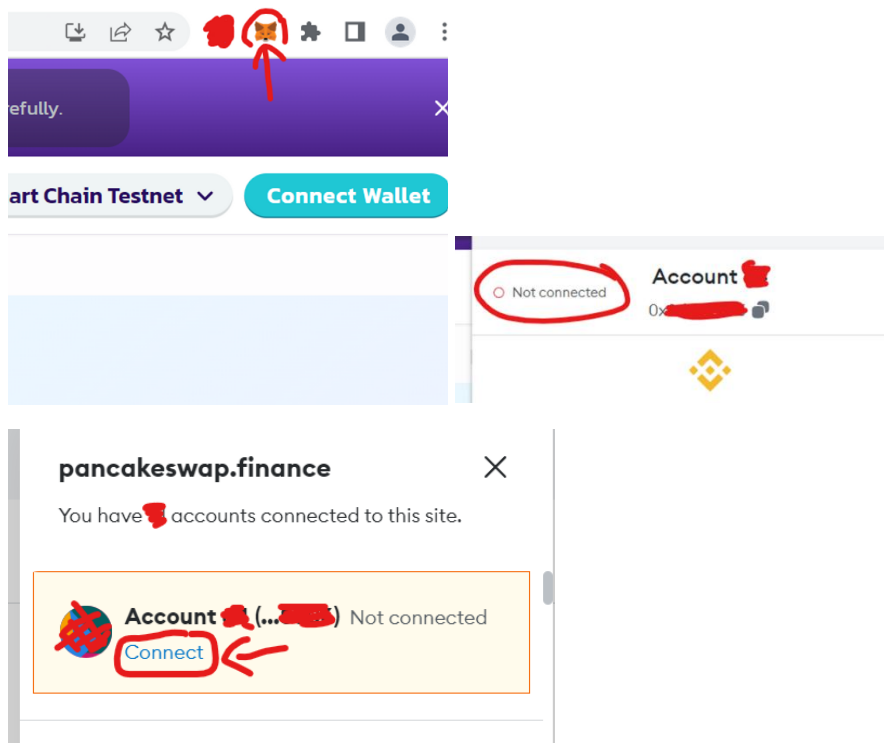 efully.
art Chain Testnet
Connect Wallet
Not connected
Account
0x
pancakeswap.finance
You have accounts connected to this site.
Account (... ) Not connected
Connect